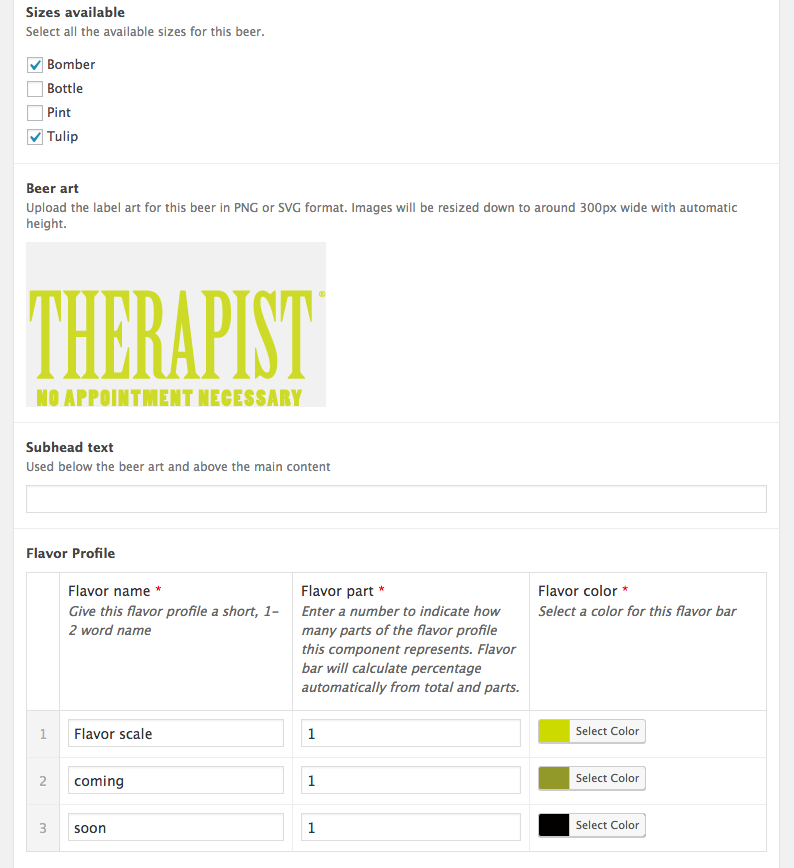 Sizes available
Select all the available sizes for this beer.
Bomber
Bottle
Pint
Tulip
Beer art
Upload the label art for this beer in PNG or SVG format. Images will be resized down to around 300px wide with automatic
height.
THERAPIST®
NO APPOINTMENT NECESSARY
Subhead text
Used below the beer art and above the main content
Flavor Profile
Flavor name *
Give this flavor profile a short, 1–
2 word name
Flavor part *
Enter a number to indicate how
many parts of the flavor profile
this component represents. Flavor
bar will calculate percentage
automatically from total and parts.
Flavor color *
Select a color for this flavor bar
1 Flavor scale 1 Select Color
2 coming 1 Select Color
3 soon 1 Select Color